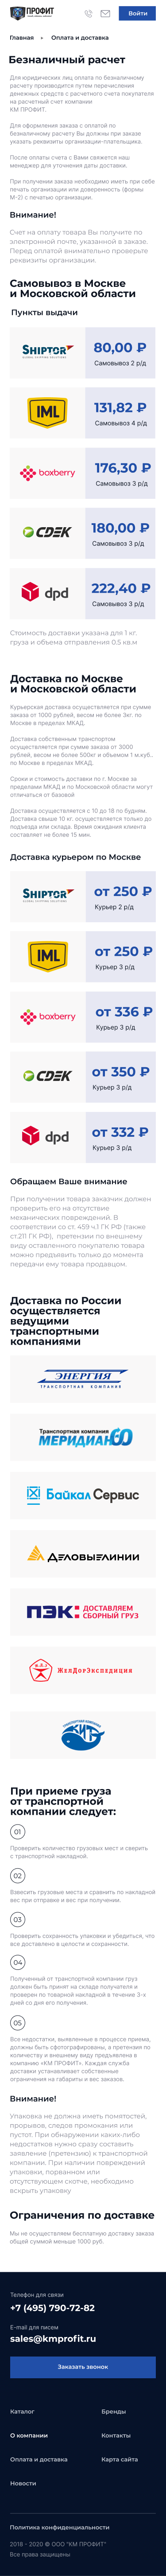 ПРОФИТ
Войти
Главная • Оплата и доставка
Безналичный расчет
Для юридических лиц оплата по безналичному
расчету производится путем перечисления
денежных средств с расчетного счета покупателя
на расчетный счет компании
КМ ПРОФИТ.
Для оформления заказа с оплатой по
безналичному расчету Вы должны при заказе
указать реквизиты организации-плательщика.
После оплаты счета с Вами свяжется наш
менеджер для уточнения даты доставки.
При получении заказа необходимо иметь при себе
печать организации или доверенность (формы
М-2) с печатью организации.
Внимание!
Счет на оплату товара Вы получите по
электронной почте, указанной в заказе.
Перед оплатой внимательно проверьте
реквизиты организации.
Самовывоз в Москве
и Московской области
Пункты выдачи
SHIPTOR
GLOBAL SHIPPING SOLUTIONS
80,00 ₽
Самовывоз 2 р/д
IML
131,82 ₽
Самовывоз 4 р/д
boxberry
176,30 ₽
Самовывоз 3 р/д
CDEK
180,00 ₽
Самовывоз 3 р/д
dpd
222,40 ₽
Самовывоз 3 р/д
Стоимость доставки указана для 1 кг.
груза и объема отправления 0,5 кв.м
Доставка по Москве
и Московской области
Курьерская доставка осуществляется при сумме
заказа от 1000 рублей, весом не более 3кг. по
Москве в пределах МКАД.
Доставка собственным транспортом
осуществляется при сумме заказа от 3000
рублей, весом не более 500кг и объемом 1 м.куб..
по Москве в пределах МКАД.
Сроки и стоимость доставки по г. Москве за
пределами МКАД и по Московской области могут
отличаться от базовой
Доставка осуществляется с 10 до 18 по будням.
Доставка свыше 10 кг. осуществляется только до
подъезда или склада. Время ожидания клиента
составляет не более 15 мин.
Доставка курьером по Москве
SHIPTOR
GLOBAL SHIPPING SOLUTIONS
от 250 ₽
Курьер 2 р/д
IML
от 250 ₽
Курьер 3 р/д
boxberry
от 336 ₽
Курьер 3 р/д
CDEK
от 350 ₽
Курьер 3 р/д
dpd
от 332 ₽
Курьер 3 р/д
Обращаем Ваше внимание
При получении товара заказчик должен
проверить его на отсутствие
механических повреждений. В
соответствии со ст. 459 ч.1 ГК РФ (также
ст.211 ГК РФ), претензии по внешнему
виду оставленного покупателю товара
можно предъявить только до момента
передачи ему товара продавцом.
Доставка по России
осуществляется
ведущими
транспортными
компаниями
ЭНЕРГИЯ
ТРАНСПОРТНАЯ КОМПАНИЯ
Транспортная компания
МЕРИДИАН 60
Байкал Сервис
ДЕЛОВЫЕ ЛИНИИ
ПЭК: ДОСТАВЛЯЕМ
СБОРНЫЙ ГРУЗ
ЖелДорЭкспедиция
КИТ
При приеме груза
от транспортной
компании следует:
01
Проверить количество грузовых мест и сверить
с транспортной накладной.
02
Взвесить грузовые места и сравнить по накладной
вес при отправке и вес при получении.
03
Проверить сохранность упаковки и убедиться, что
все доставлено в целости и сохранности.
04
Полученный от транспортной компании груз
должен быть принят на складе получателя и
проверен по товарной накладной в течение 3-х
дней со дня его получения.
05
Все недостатки, выявленные в процессе приема,
должны быть сфотографированы, а претензия по
количеству и внешнему виду предъявлена в
компанию «КМ ПРОФИТ». Каждая служба
доставки устанавливает собственные
ограничения на габариты и вес заказов.
Внимание!
Упаковка не должна иметь помятостей,
прорывов, следов промокания или
пустот. При обнаружении каких-либо
недостатков нужно сразу составить
заявление (претензию) к транспортной
компании. При наличии повреждений
упаковки, рваном или
отсутствующем скотче, необходимо
вскрыть упаковку
Ограничения по доставке
Мы не осуществляем бесплатную доставку заказа
общей суммой меньше 1000 руб.
Телефон для связи
+7 (495) 790-72-82
E-mail для писем
sales@kmprofit.ru
Заказать звонок
Каталог
Бренды
О компании
Контакты
Оплата и доставка
Карта сайта
Новости
Политика конфиденциальности
2018 - 2020 © ООО "КМ ПРОФИТ"
Все права защищены